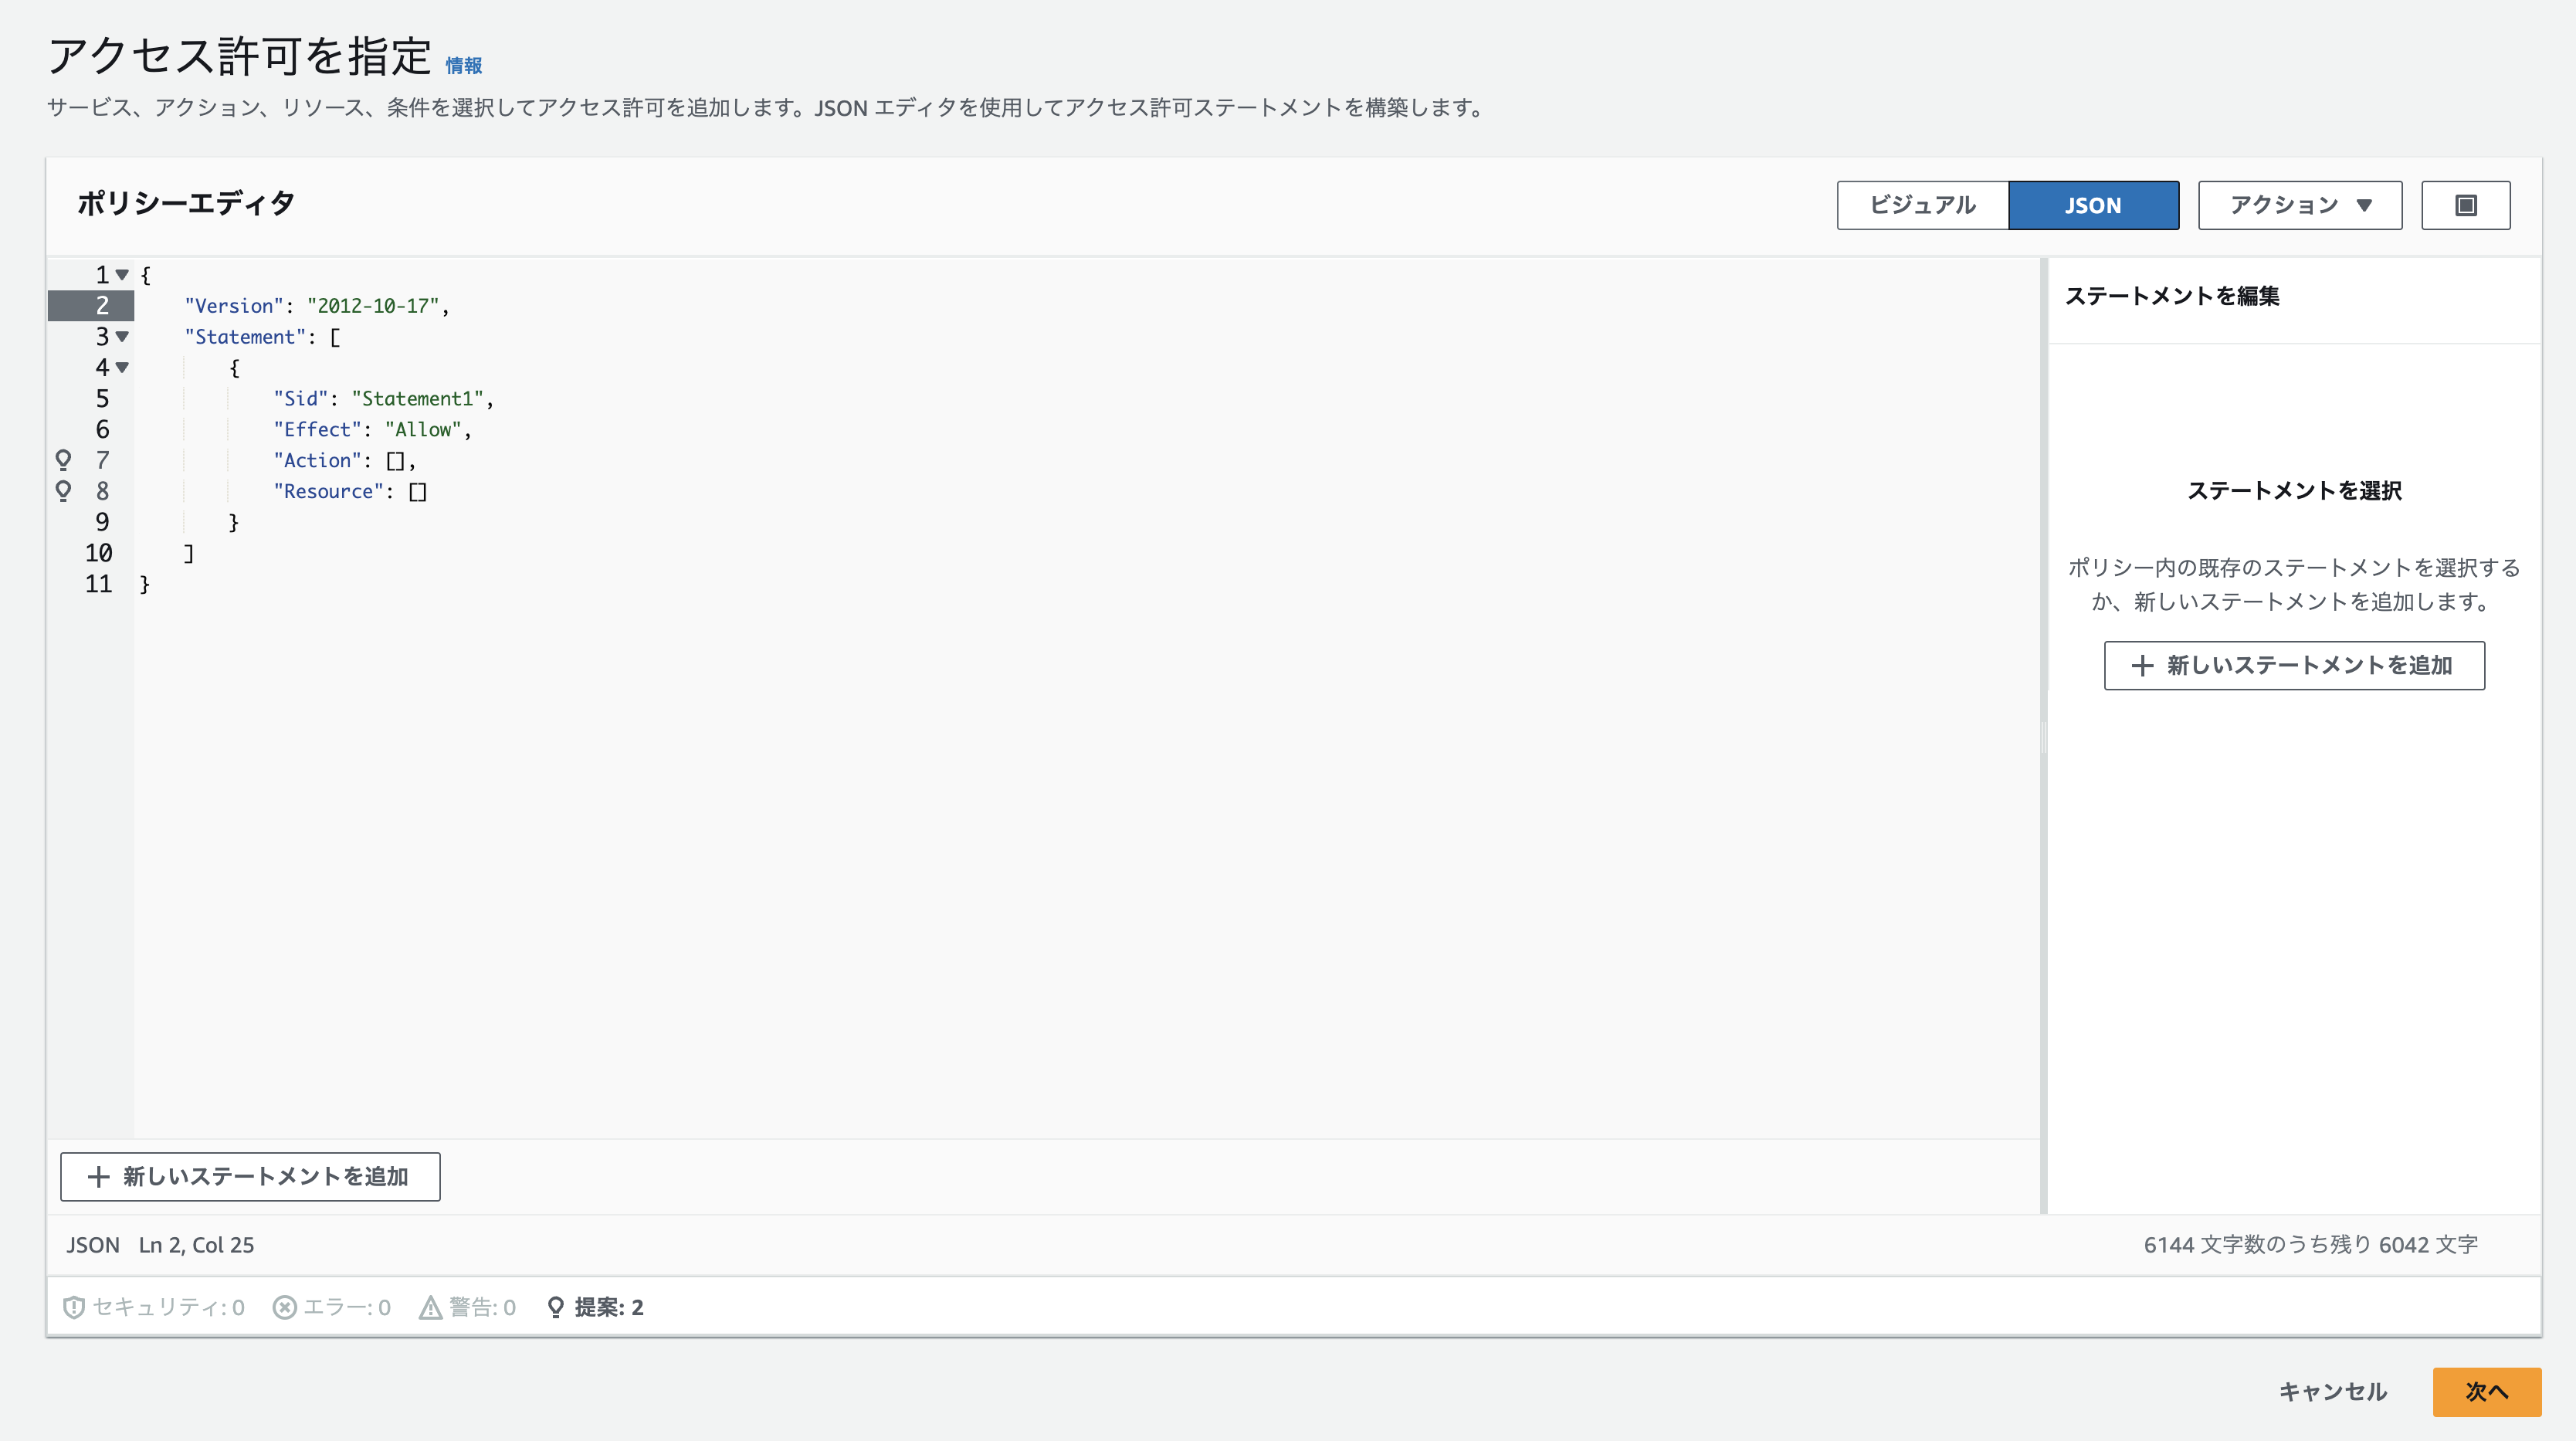 アクセス許可を指定 情報
サービス、アクション、リソース、条件を選択してアクセス許可を追加します。JSON エディタを使用してアクセス許可ステートメントを構築します。
ポリシーエディタ
ビジュアル JSON アクション ▼
1 {
2 "Version": "2012-10-17",
3 "Statement": [
4 {
5 "Sid": "Statement1",
6 "Effect": "Allow",
7 "Action": [],
8 "Resource": []
9 }
10 ]
11 }
ステートメントを編集
ステートメントを選択
ポリシー内の既存のステートメントを選択する
か、新しいステートメントを追加します。
+ 新しいステートメントを追加
+ 新しいステートメントを追加
JSON Ln 2, Col 25
6144 文字数のうち残り 6042 文字
セキュリティ: 0 エラー: 0 警告: 0 提案: 2
キャンセル 次へ